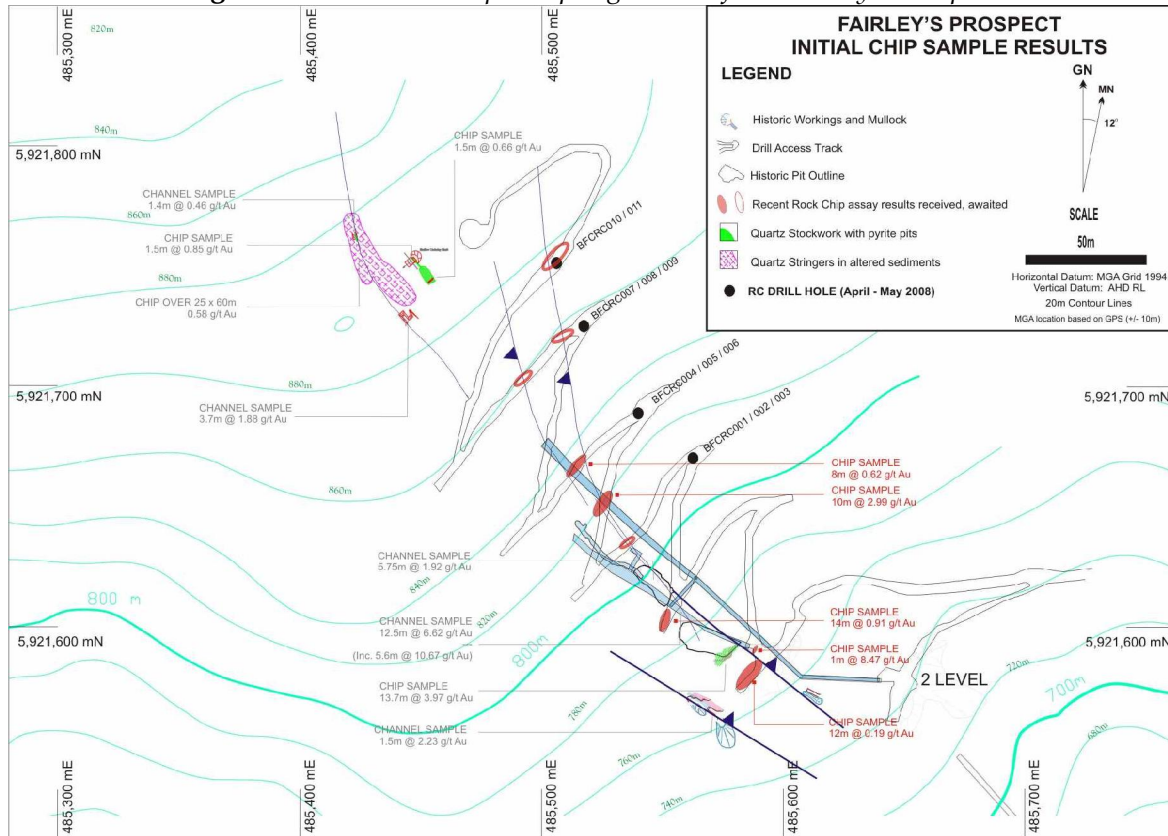 FAIRLEY'S PROSPECT
INITIAL CHIP SAMPLE RESULTS
LEGEND
Historic Workings and Mullock
Drill Access Track
Historic Pit Outline
Recent Rock Chip assay results received, awaited
Quartz Stockwork with pyrite pits
Quartz Stringers in altered sediments
RC DRILL HOLE (April - May 2008)
GN
MN
12°
SCALE
50m
Horizontal Datum: MGA Grid 1994
Vertical Datum: AHD RL
20m Contour Lines
MGA location based on GPS (+/- 10m)
485,300 mE
485,400 mE
485,500 mE
820m
840m
5,921,800 mN
CHIP SAMPLE
1.5m @ 0.66 g/t Au
CHANNEL SAMPLE
1.4m @ 0.46 g/t Au
860m
CHIP SAMPLE
1.5m @ 0.85 g/t Au
880m
CHIP OVER 25 x 60m
0.58 g/t Au
BFCRC010 / 011
BFCRC007 / 008 / 009
BFCRC004 / 005 / 006
BFCRC001 / 002 / 003
880m
5,921,700 mN
5,921,700 mN
CHANNEL SAMPLE
3.7m @ 1.88 g/t Au
CHIP SAMPLE
8m @ 0.62 g/t Au
860m
CHIP SAMPLE
10m @ 2.99 g/t Au
CHANNEL SAMPLE
5.75m @ 1.92 g/t Au
840m
800 m
820m
800m
CHANNEL SAMPLE
12.5m @ 6.62 g/t Au
(Inc. 5.6m @ 10.67 g/t Au)
CHIP SAMPLE
14m @ 0.91 g/t Au
5,921,600 mN
5,921,600 mN
CHIP SAMPLE
1m @ 8.47 g/t Au
2 LEVEL
720m
700m
680m
CHIP SAMPLE
13.7m @ 3.97 g/t Au
780m
CHANNEL SAMPLE
1.5m @ 2.23 g/t Au
CHIP SAMPLE
12m @ 0.19 g/t Au
760m
740m
485,300 mE
485,400 mE
485,500 mE
485,600 mE
485,700 mE